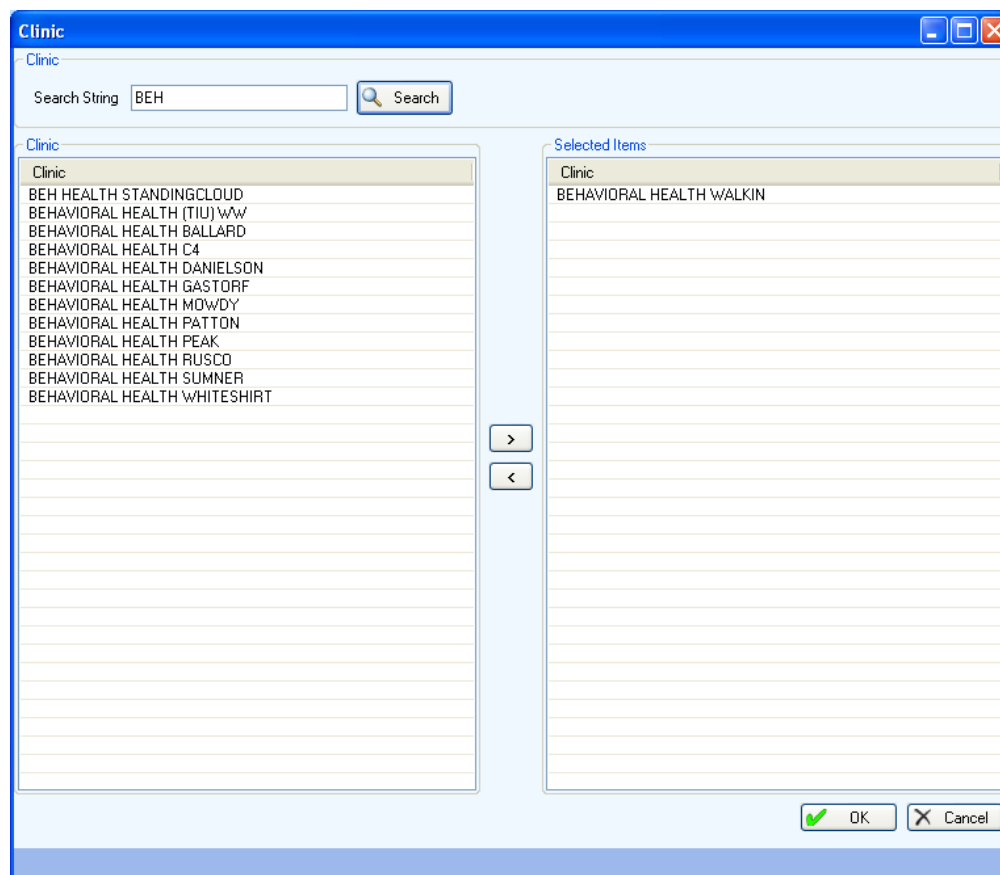 Clinic
Clinic
Search String BEH Search
Clinic
Clinic
BEH HEALTH STANDINGCLOUD
BEHAVIORAL HEALTH (TIU) WW
BEHAVIORAL HEALTH BALLARD
BEHAVIORAL HEALTH C4
BEHAVIORAL HEALTH DANIELSON
BEHAVIORAL HEALTH GASTORF
BEHAVIORAL HEALTH MOWDY
BEHAVIORAL HEALTH PATTON
BEHAVIORAL HEALTH PEAK
BEHAVIORAL HEALTH RUSCO
BEHAVIORAL HEALTH SUMNER
BEHAVIORAL HEALTH WHITESHIRT
>
<
Selected Items
Clinic
BEHAVIORAL HEALTH WALKIN
OK Cancel